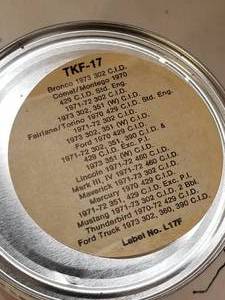 TKF-17
Bronco 1973 302 C.I.D.
Comet/Montego 1970
429 C.I.D. Std. Eng.
1971-72 302 C.I.D.
1973 302, 351 (W) C.I.D.
Fairlane/Torino 1970 429 C.I.D. Std. Eng.
1971-72 302 C.I.D.
1973 302, 351 (W) C.I.D.
Ford 1970 429 C.I.D.
1971-72 302, 351, 390 C.I.D. &
429 C.I.D. Exc. P.I.
1973 351 (W) C.I.D.
Lincoln 1971-72 460 C.I.D.
Mark III, IV 1971-72 460 C.I.D.
Maverick 1973 302 C.I.D.
Mercury 1970 429 C.I.D.
1971-72 351, 429 C.I.D. Exc. P.I.
Mustang 1971-73 302 C.I.D. 2 Bbl.
Thunderbird 1970-72 429 C.I.D.
Ford Truck 1973 302, 360, 390 C.I.D.
Label No. L17F